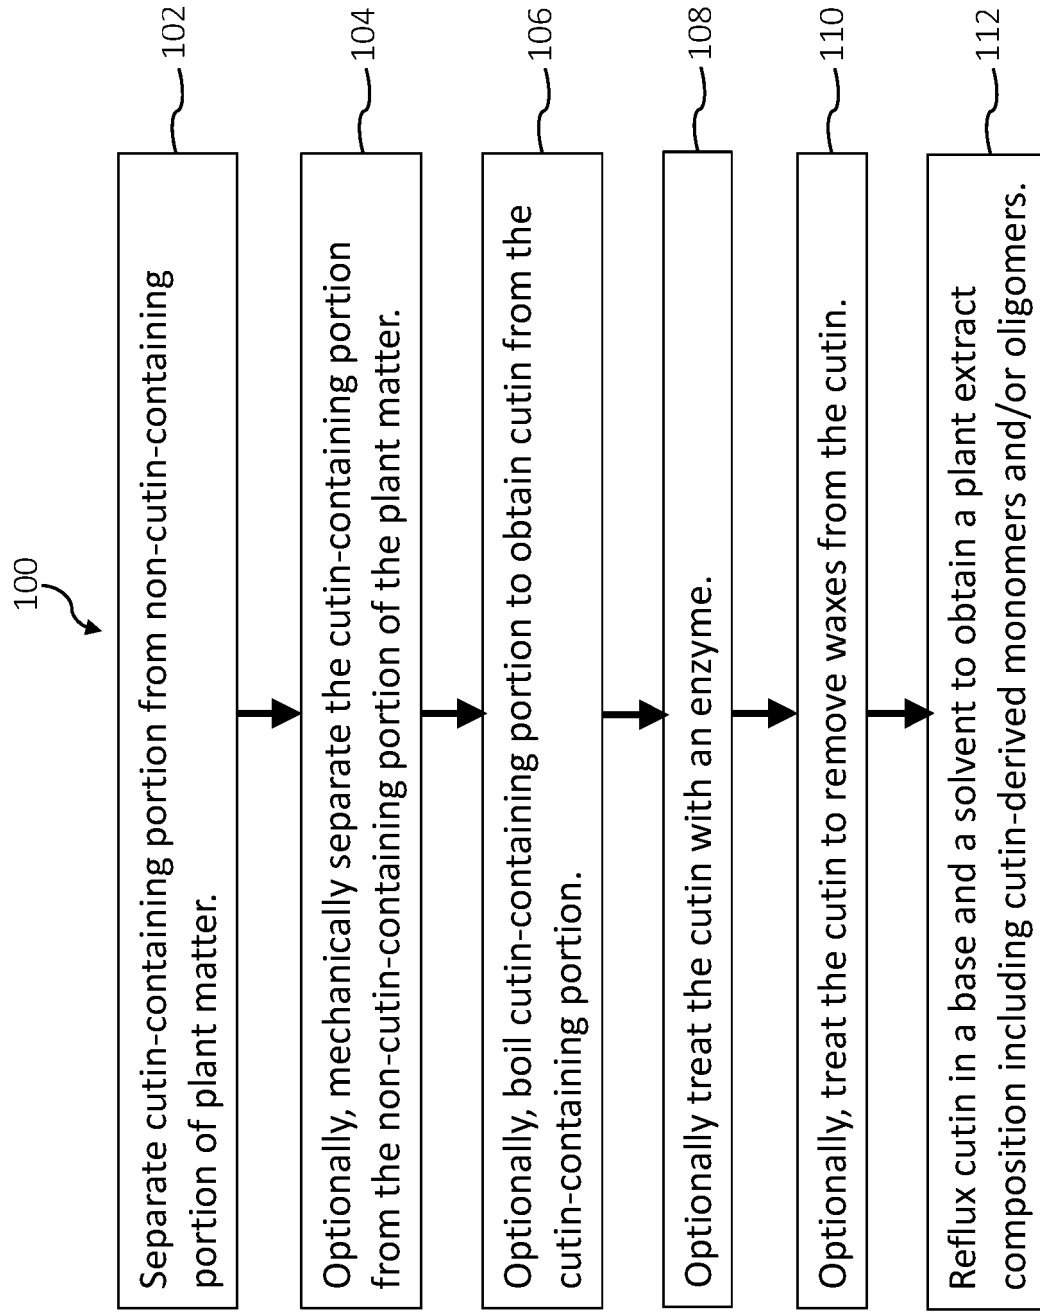 100
Separate cutin-containing portion from non-cutin-containing
portion of plant matter.
102
Optionally, mechanically separate the cutin-containing portion
from the non-cutin-containing portion of the plant matter.
104
Optionally, boil cutin-containing portion to obtain cutin from the
cutin-containing portion.
106
Optionally treat the cutin with an enzyme.
108
Optionally, treat the cutin to remove waxes from the cutin.
110
Reflux cutin in a base and a solvent to obtain a plant extract
composition including cutin-derived monomers and/or oligomers.
112